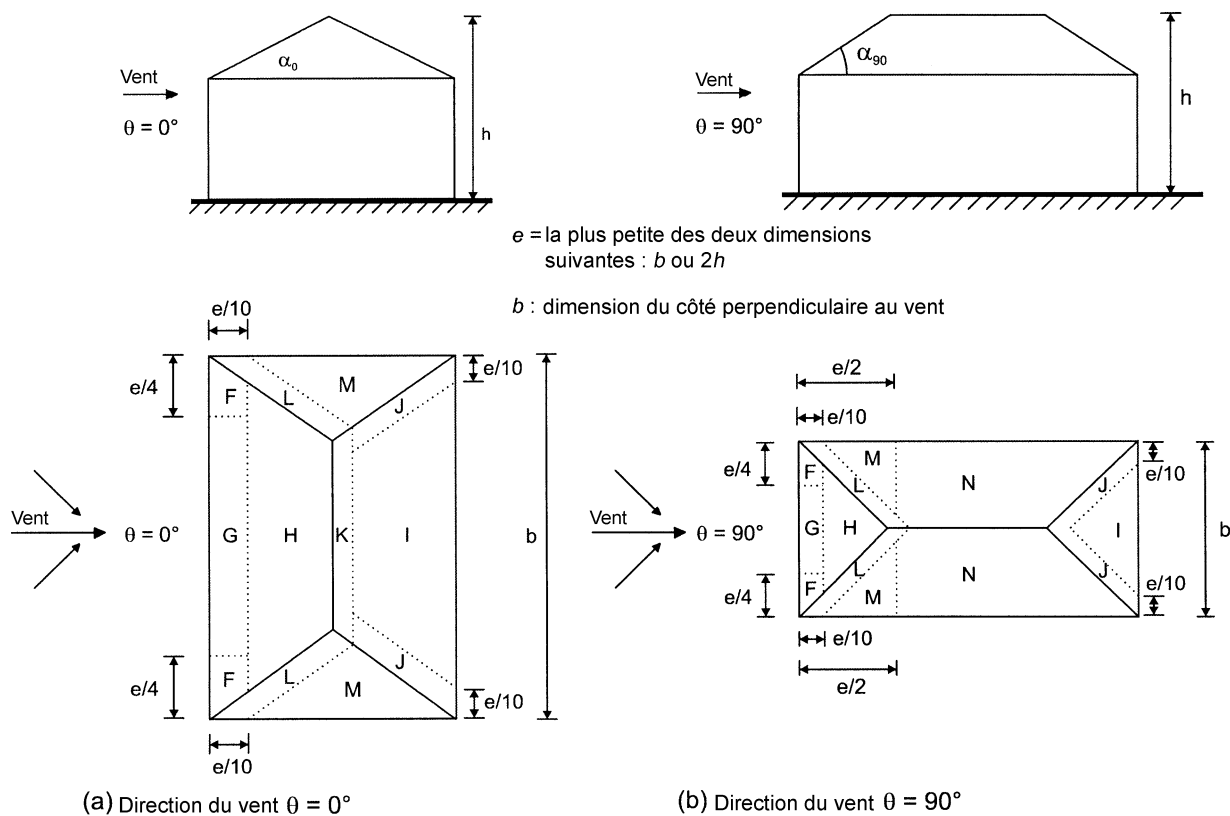 Vent
θ = 0°
α₀
h
Vent
θ = 90°
α₉₀
h
e = la plus petite des deux dimensions
suivantes : b ou 2h
b : dimension du côté perpendiculaire au vent
e/10
e/4
F
L
M
J
e/10
Vent
θ = 0°
G
H
K
I
b
e/4
F
L
M
J
e/10
e/10
(a) Direction du vent θ = 0°
e/2
e/10
e/4
F
L
M
N
J
e/10
Vent
θ = 90°
G
H
I
b
e/4
F
L
M
N
J
e/10
e/10
e/2
(b) Direction du vent θ = 90°